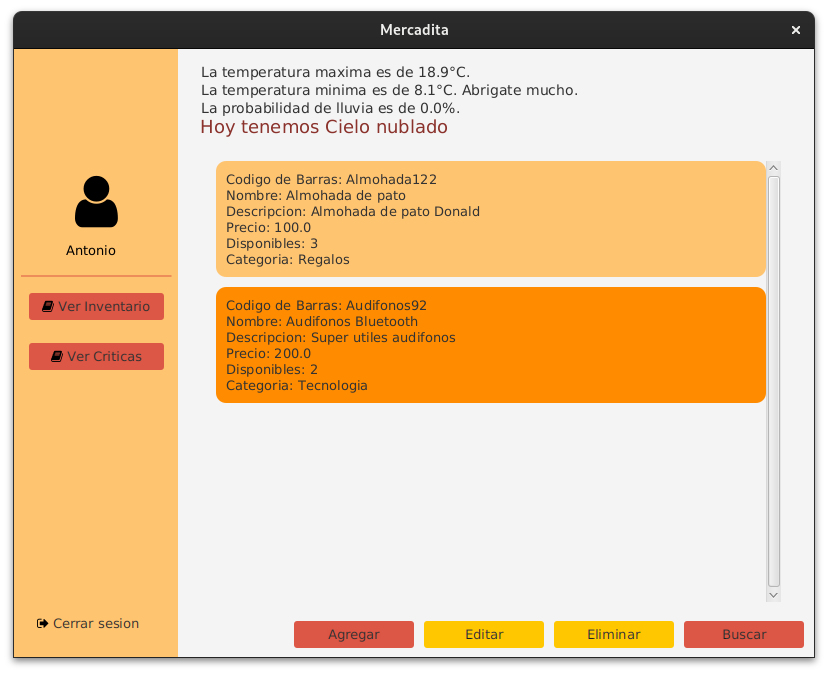 Mercadita
La temperatura maxima es de 18.9°C.
La temperatura minima es de 8.1°C. Abrigate mucho.
La probabilidad de lluvia es de 0.0%.
Hoy tenemos Cielo nublado
Antonio
Ver Inventario
Ver Criticas
Cerrar sesion
Codigo de Barras: Almohada122
Nombre: Almohada de pato
Descripcion: Almohada de pato Donald
Precio: 100.0
Disponibles: 3
Categoria: Regalos
Codigo de Barras: Audifonos92
Nombre: Audifonos Bluetooth
Descripcion: Super utiles audifonos
Precio: 200.0
Disponibles: 2
Categoria: Tecnologia
Agregar
Editar
Eliminar
Buscar